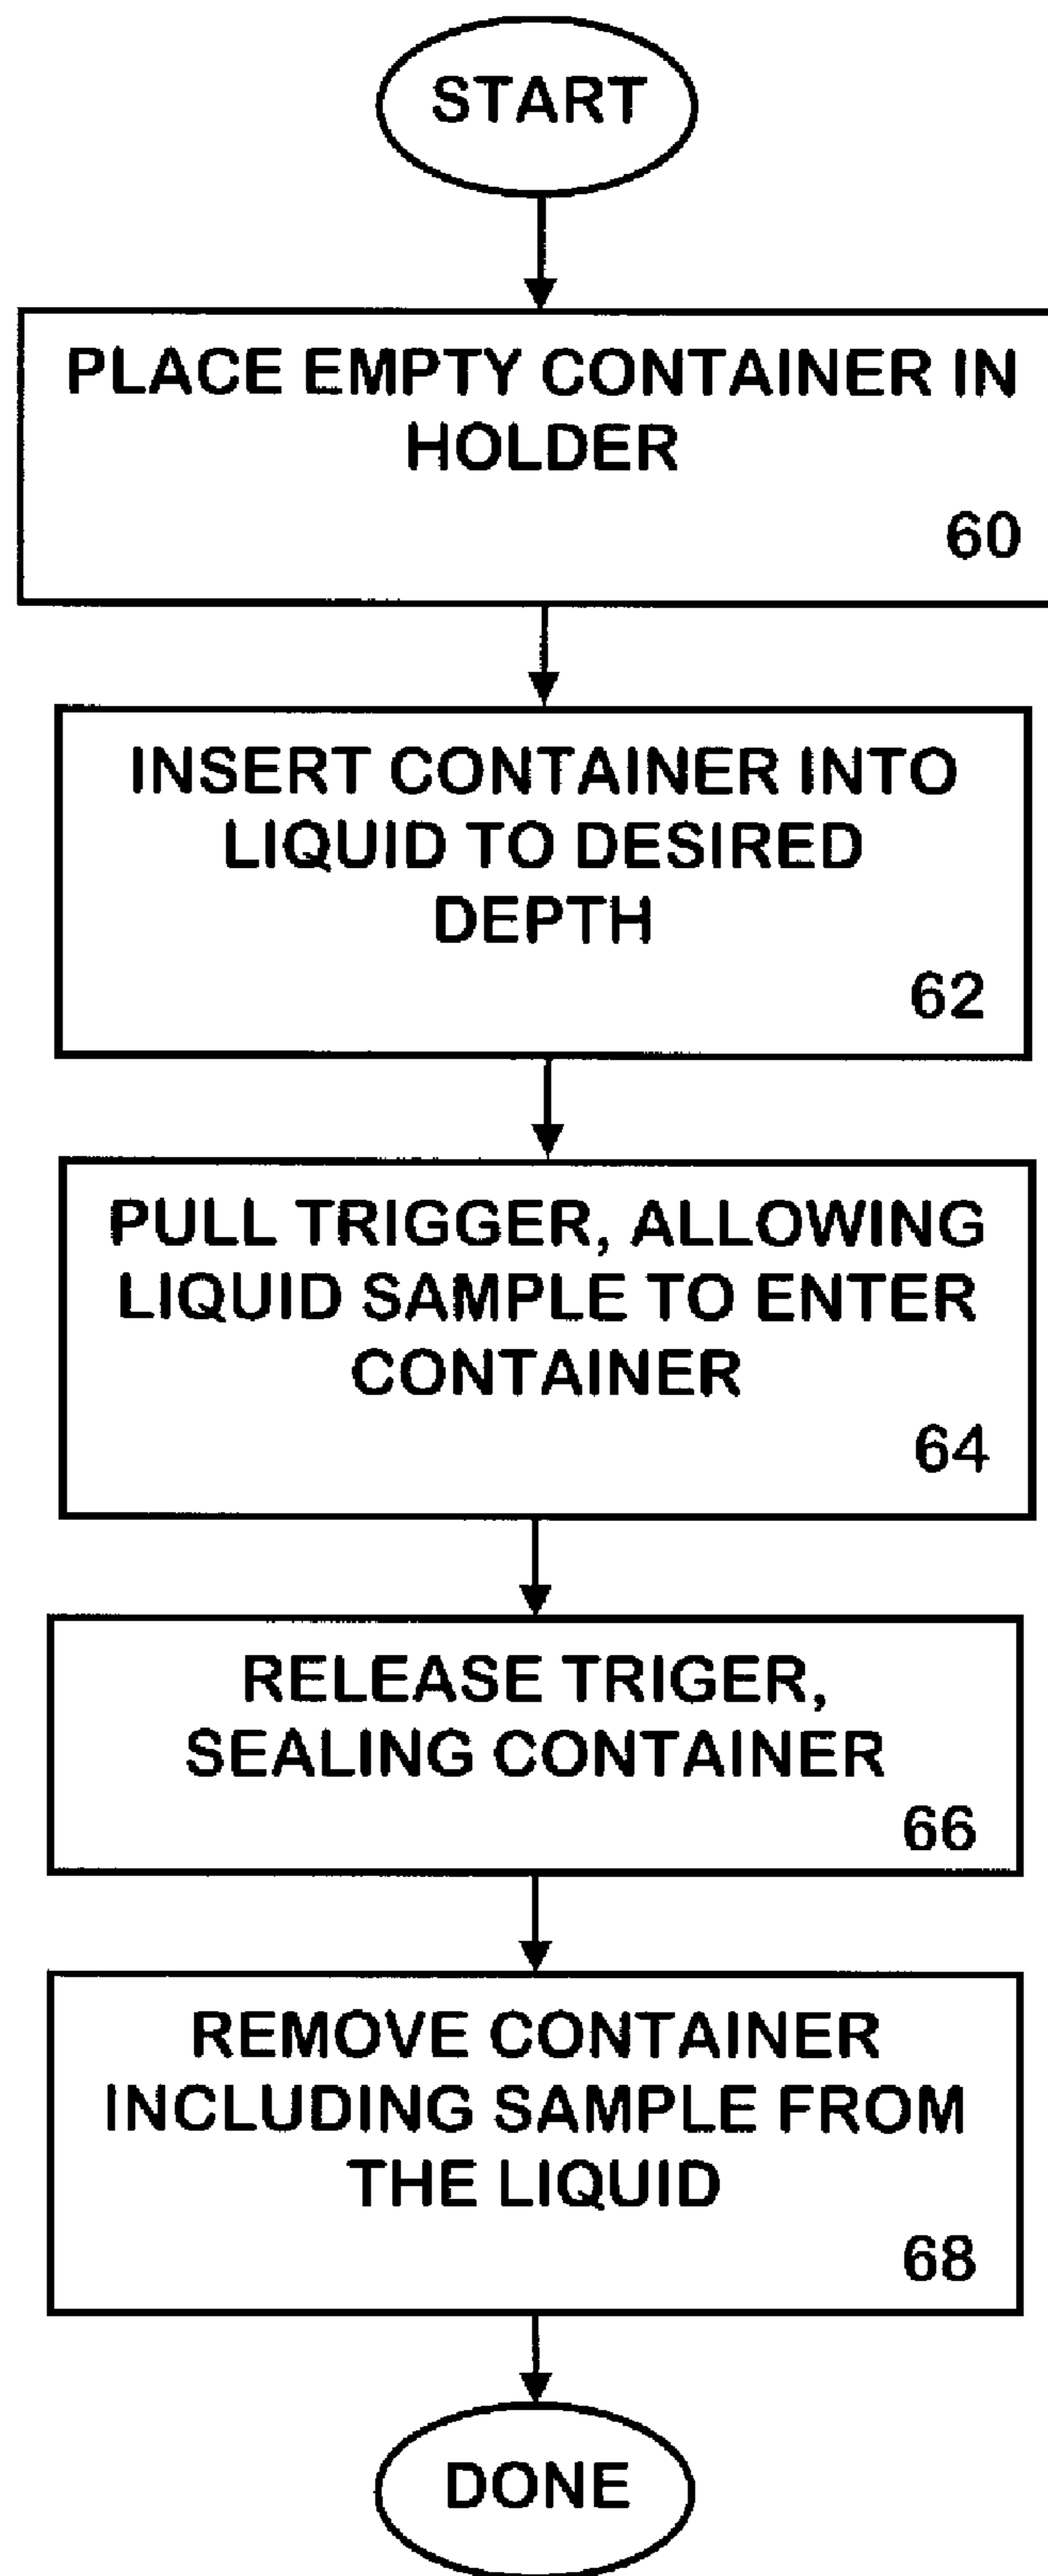 START
PLACE EMPTY CONTAINER IN
HOLDER
60
INSERT CONTAINER INTO
LIQUID TO DESIRED
DEPTH
62
PULL TRIGGER, ALLOWING
LIQUID SAMPLE TO ENTER
CONTAINER
64
RELEASE TRIGER,
SEALING CONTAINER
66
REMOVE CONTAINER
INCLUDING SAMPLE FROM
THE LIQUID
68
DONE